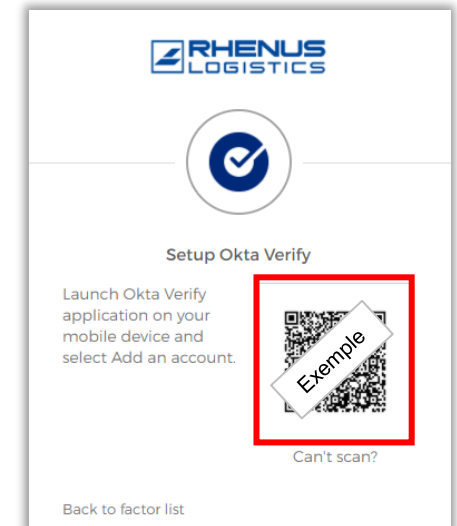 RHENUS
LOGISTICS
Setup Okta Verify
Launch Okta Verify
application on your
mobile device and
select Add an account.
Exemple
Can't scan?
Back to factor list